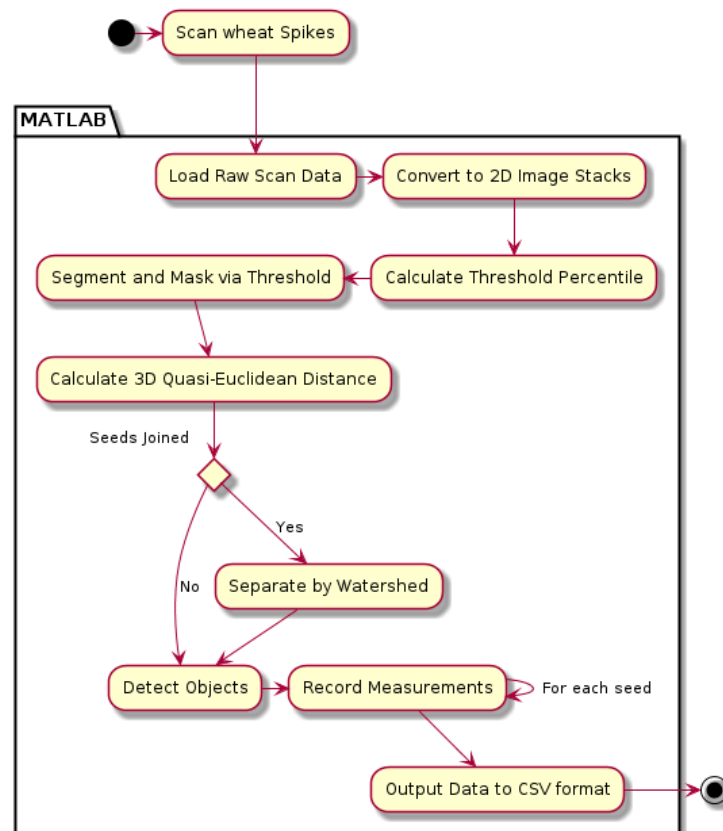 Scan wheat Spikes
MATLAB
Load Raw Scan Data
Convert to 2D Image Stacks
Segment and Mask via Threshold
Calculate Threshold Percentile
Calculate 3D Quasi-Euclidean Distance
Seeds Joined
Yes
No
Separate by Watershed
Detect Objects
Record Measurements
For each seed
Output Data to CSV format